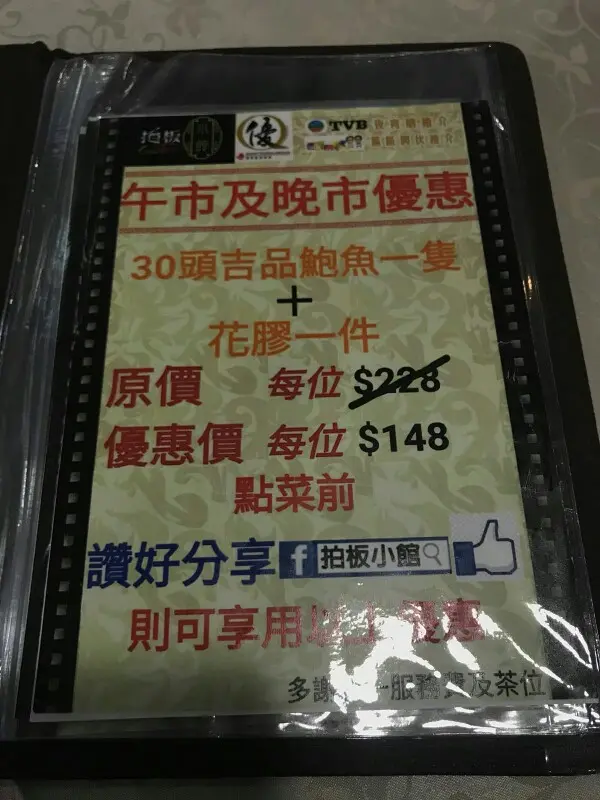 拍板
優
TVB
午市及晚市優惠
30頭吉品鮑魚一隻
+
花膠一件
原價 每位 $228
優惠價 每位 $148
點菜前
讚好分享 f 拍板小館
則可享用以上優惠
多謝 服務費及茶位